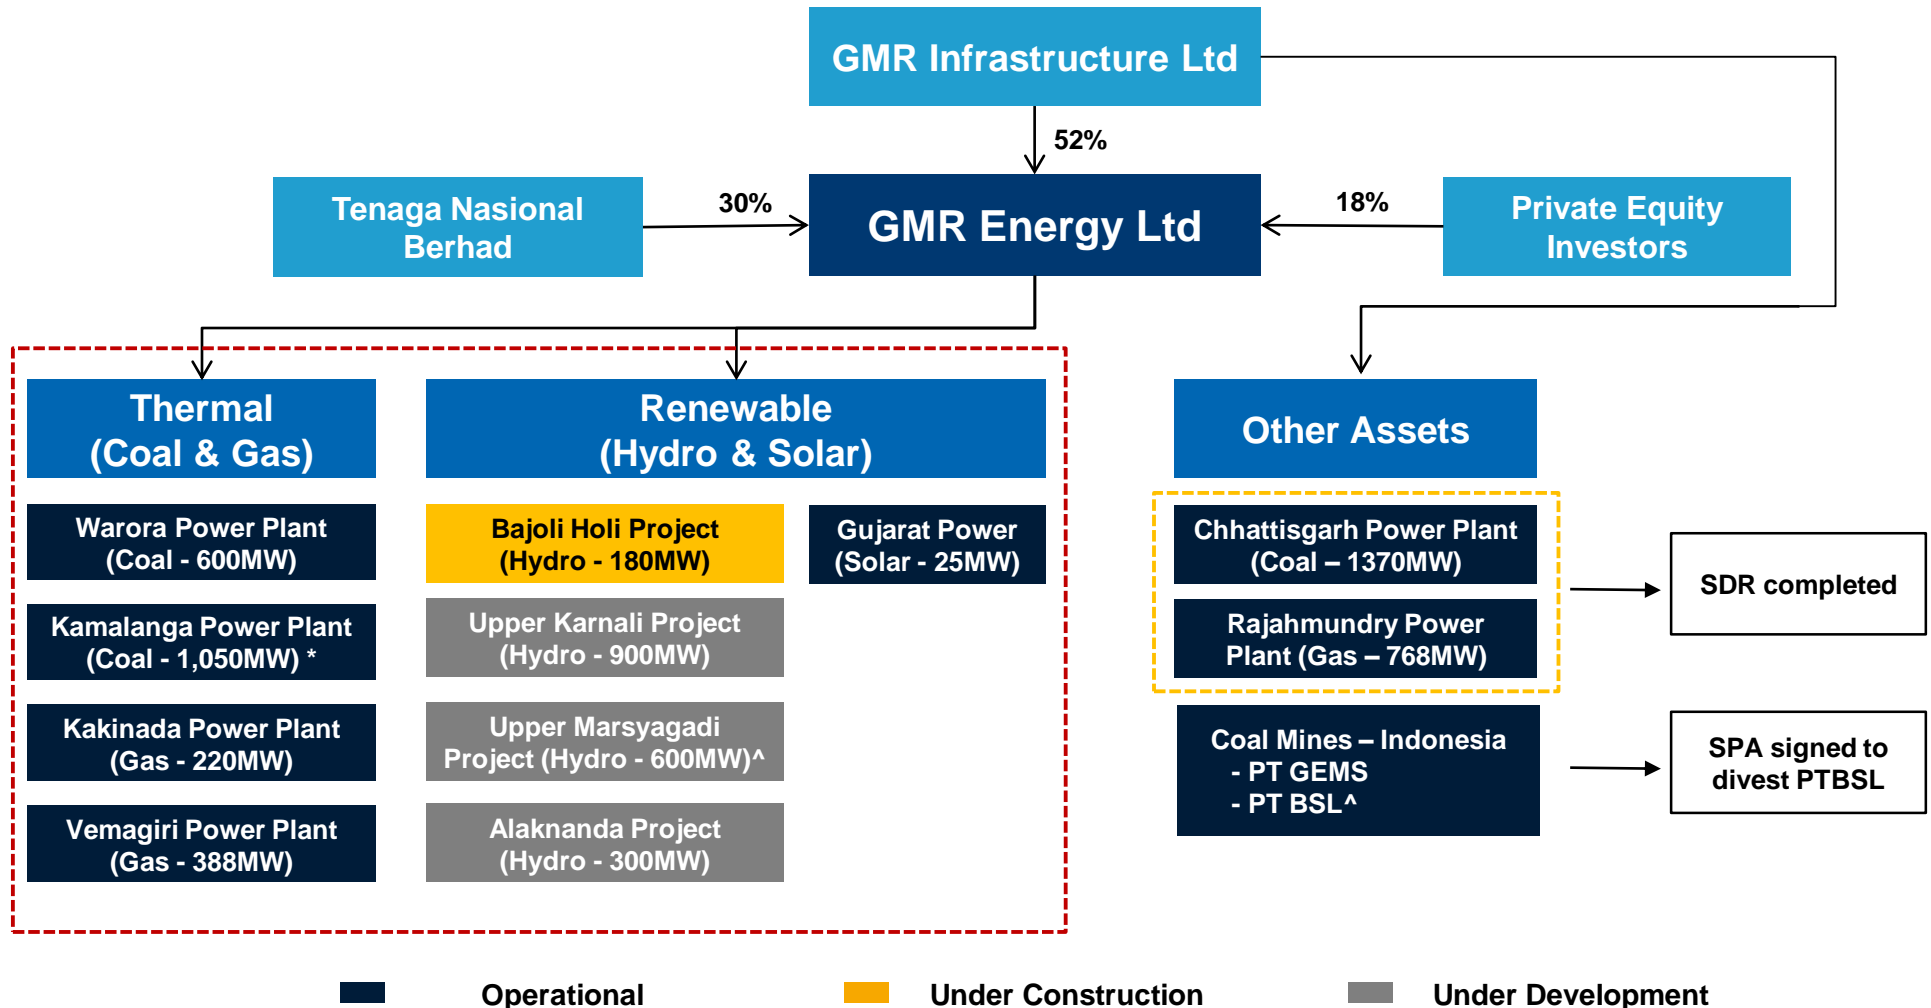 GMR Infrastructure Ltd
52%
Tenaga Nasional
Berhad
30%
GMR Energy Ltd
18%
Private Equity
Investors
Thermal
(Coal & Gas)
Renewable
(Hydro & Solar)
Other Assets
Warora Power Plant
(Coal - 600MW)
Kamalanga Power Plant
(Coal - 1,050MW) *
Kakinada Power Plant
(Gas - 220MW)
Vemagiri Power Plant
(Gas - 388MW)
Bajoli Holi Project
(Hydro - 180MW)
Upper Karnali Project
(Hydro - 900MW)
Upper Marsyagadi
Project (Hydro - 600MW)^
Alaknanda Project
(Hydro - 300MW)
Gujarat Power
(Solar - 25MW)
Chhattisgarh Power Plant
(Coal – 1370MW)
Rajahmundry Power
Plant (Gas – 768MW)
SDR completed
Coal Mines – Indonesia
- PT GEMS
- PT BSL^
SPA signed to
divest PTBSL
Operational
Under Construction
Under Development